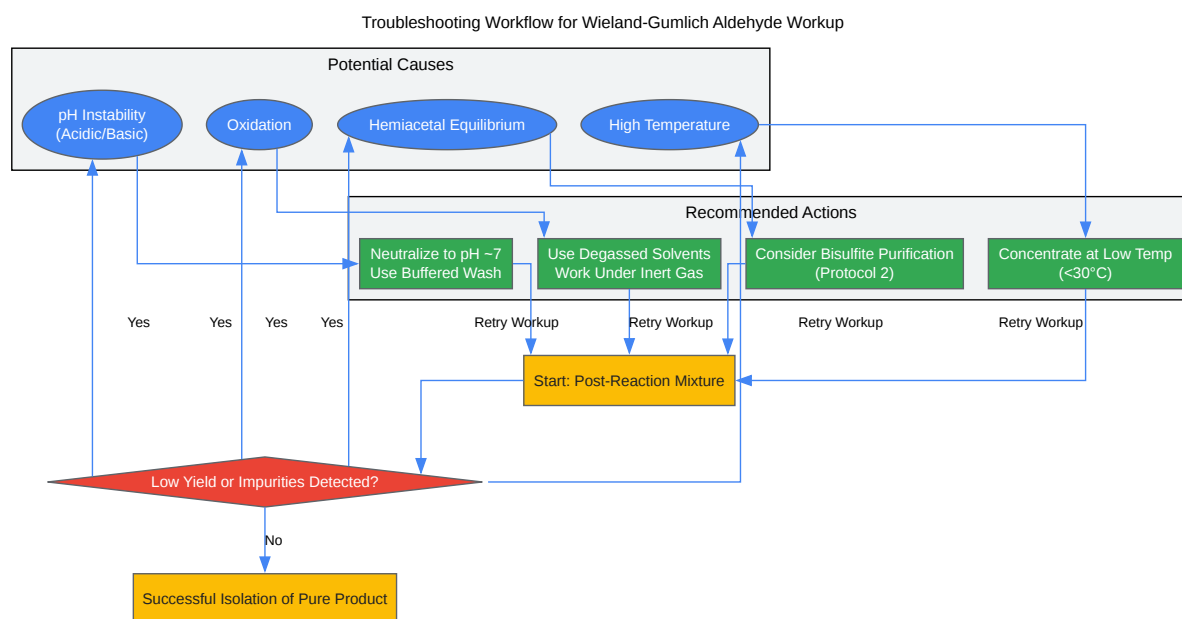 Troubleshooting Workflow for Wieland-Gumlich Aldehyde Workup
Potential Causes
pH Instability
(Acidic/Basic)
Oxidation
Hemiacetal Equilibrium
High Temperature
Recommended Actions
Neutralize to pH ~7
Use Buffered Wash
Use Degassed Solvents
Work Under Inert Gas
Consider Bisulfite Purification
(Protocol 2)
Concentrate at Low Temp
(<30°C)
Yes
Yes
Yes
Yes
Retry Workup
Retry Workup
Retry Workup
Retry Workup
Start: Post-Reaction Mixture
Low Yield or Impurities Detected?
No
Successful Isolation of Pure Product